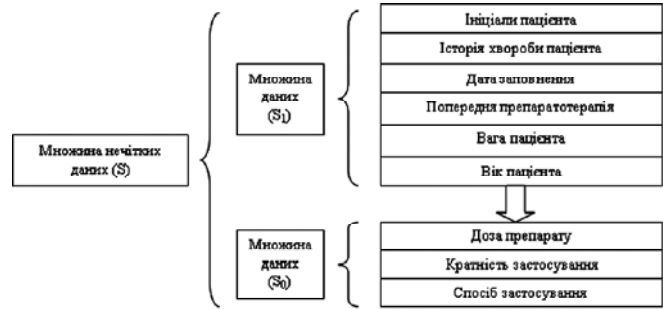 Множина нечітких
даних (S)
Множина
даних
(S₁)
Ініціали пацієнта
Історія хвороби пацієнта
Дата заповнення
Попередня препаратотерапія
Вага пацієнта
Вік пацієнта
Множина
даних
(S₀)
Доза препарату
Кратність застосування
Спосіб застосування